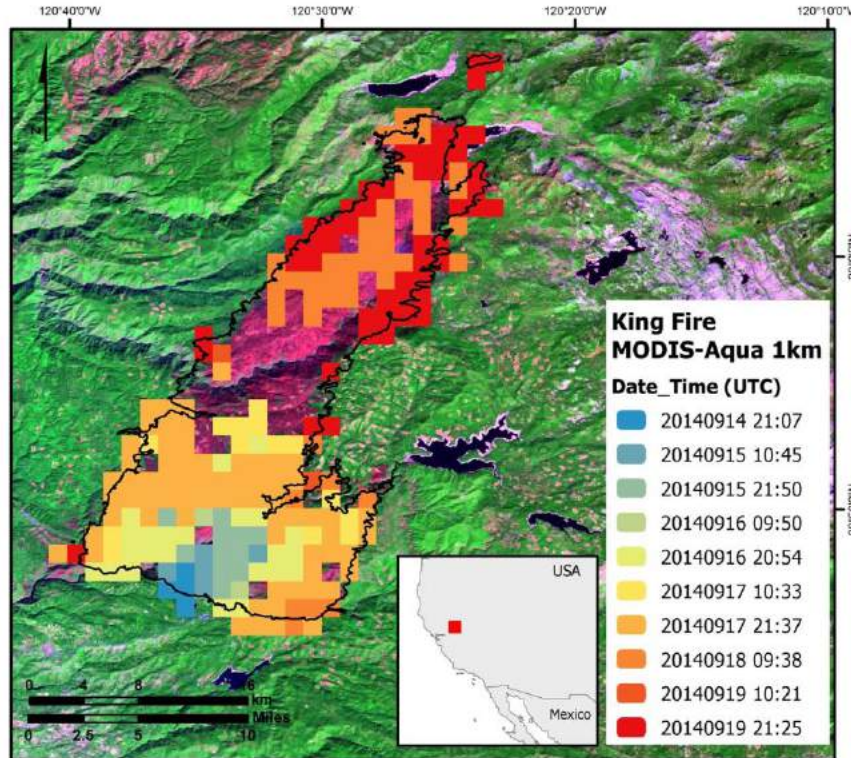 120°40'0"W 120°30'0"W 120°20'0"W 120°10'0"W
N
King Fire
MODIS-Aqua 1km
Date_Time (UTC)
20140914 21:07
20140915 10:45
20140915 21:50
20140916 09:50
20140916 20:54
20140917 10:33
20140917 21:37
20140918 09:38
20140919 10:21
20140919 21:25
USA
Mexico
0 4 8
km
Miles
0 2.5 5 10